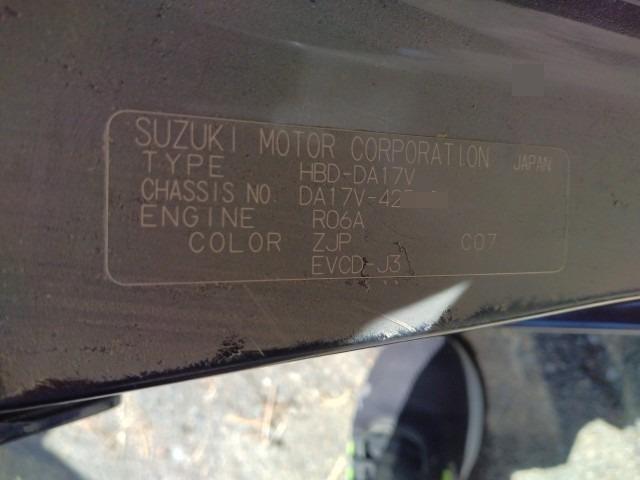 SUZUKI MOTOR CORPORATION JAPAN
TYPE HBD-DA17V
CHASSIS NO. DA17V-42
ENGINE R06A
COLOR ZJP C07
EVCD-J3